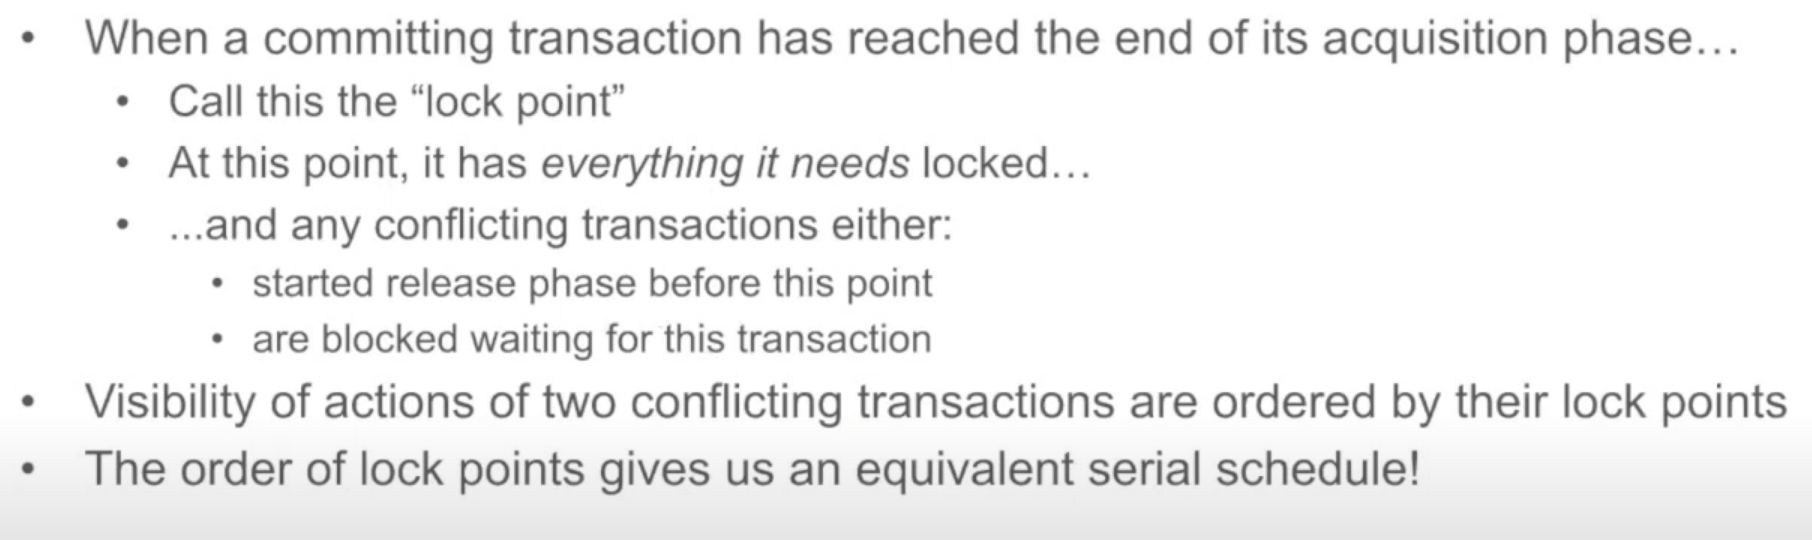 • When a committing transaction has reached the end of its acquisition phase…
• Call this the “lock point”
• At this point, it has everything it needs locked…
• ...and any conflicting transactions either:
• started release phase before this point
• are blocked waiting for this transaction
• Visibility of actions of two conflicting transactions are ordered by their lock points
• The order of lock points gives us an equivalent serial schedule!